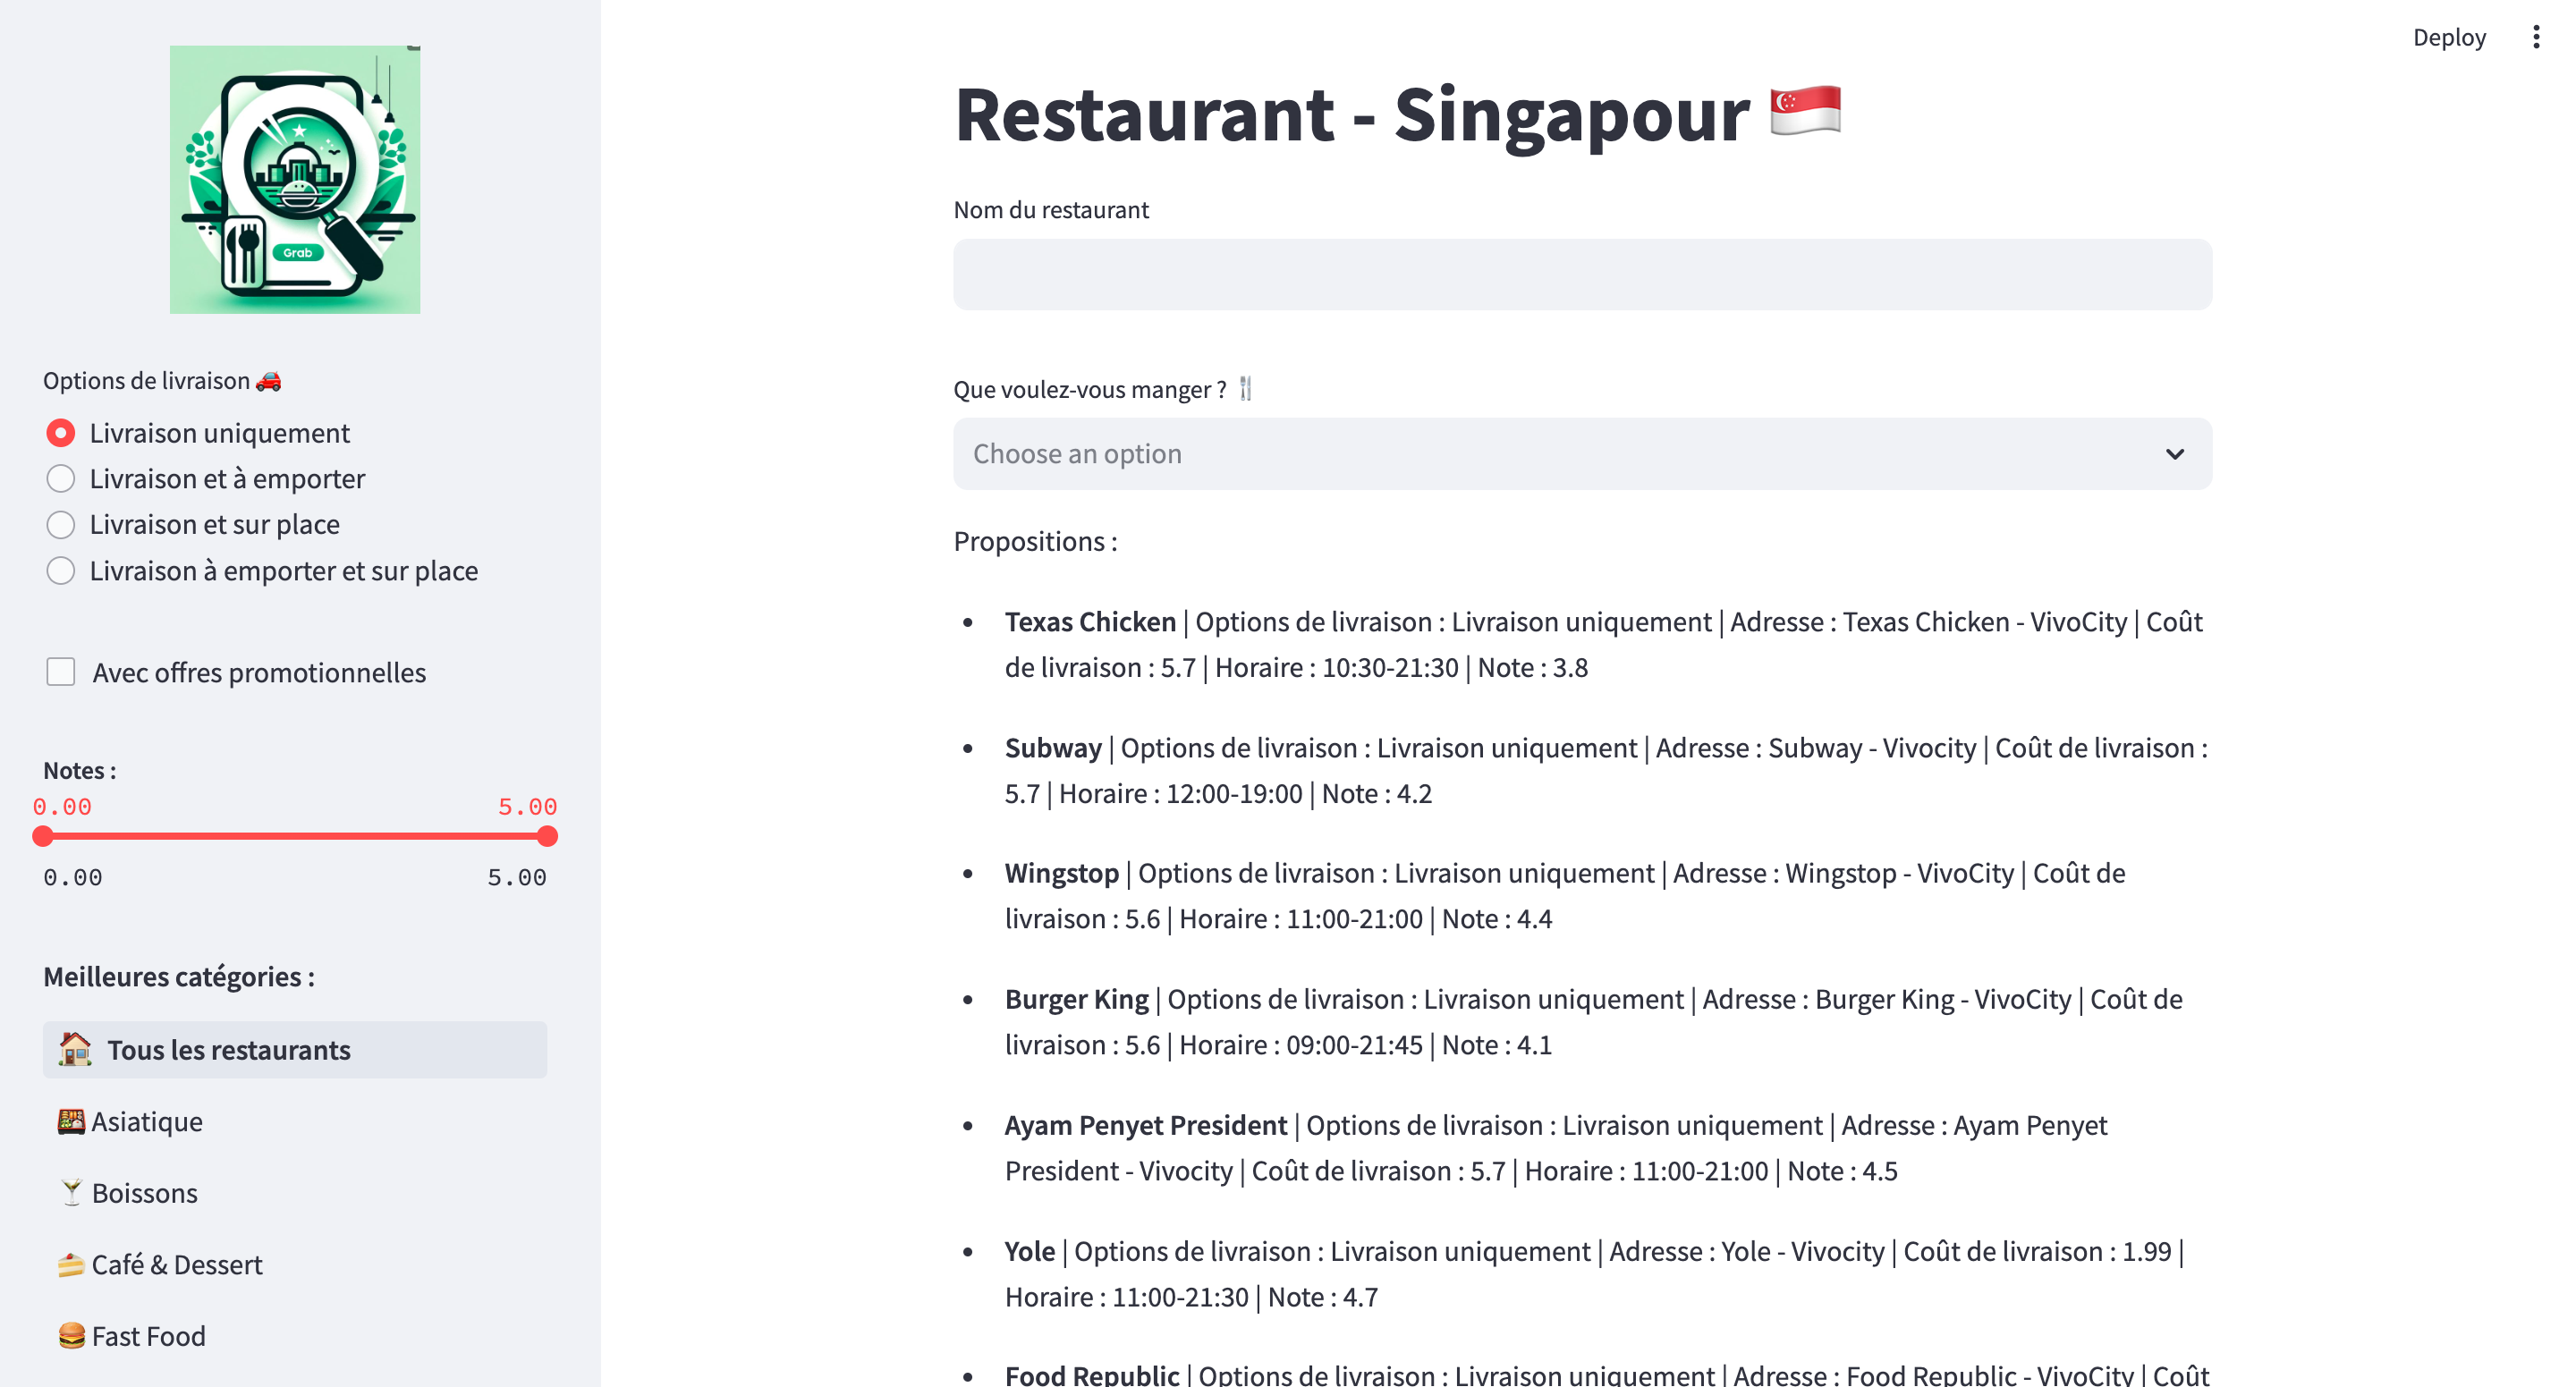 Deploy
Grab
Options de livraison
Livraison uniquement
Livraison et à emporter
Livraison et sur place
Livraison à emporter et sur place
Avec offres promotionnelles
Notes :
0.00 5.00
0.00 5.00
Meilleures catégories :
Tous les restaurants
Asiatique
Boissons
Café & Dessert
Fast Food
Restaurant - Singapour
Nom du restaurant
Que voulez-vous manger ?
Choose an option
Propositions :
Texas Chicken | Options de livraison : Livraison uniquement | Adresse : Texas Chicken - VivoCity | Coût
de livraison : 5.7 | Horaire : 10:30-21:30 | Note : 3.8
Subway | Options de livraison : Livraison uniquement | Adresse : Subway - Vivocity | Coût de livraison :
5.7 | Horaire : 12:00-19:00 | Note : 4.2
Wingstop | Options de livraison : Livraison uniquement | Adresse : Wingstop - VivoCity | Coût de
livraison : 5.6 | Horaire : 11:00-21:00 | Note : 4.4
Burger King | Options de livraison : Livraison uniquement | Adresse : Burger King - VivoCity | Coût de
livraison : 5.6 | Horaire : 09:00-21:45 | Note : 4.1
Ayam Penyet President | Options de livraison : Livraison uniquement | Adresse : Ayam Penyet
President - Vivocity | Coût de livraison : 5.7 | Horaire : 11:00-21:00 | Note : 4.5
Yole | Options de livraison : Livraison uniquement | Adresse : Yole - Vivocity | Coût de livraison : 1.99 |
Horaire : 11:00-21:30 | Note : 4.7
Food Republic | Options de livraison : Livraison uniquement | Adresse : Food Republic - VivoCity | Coût